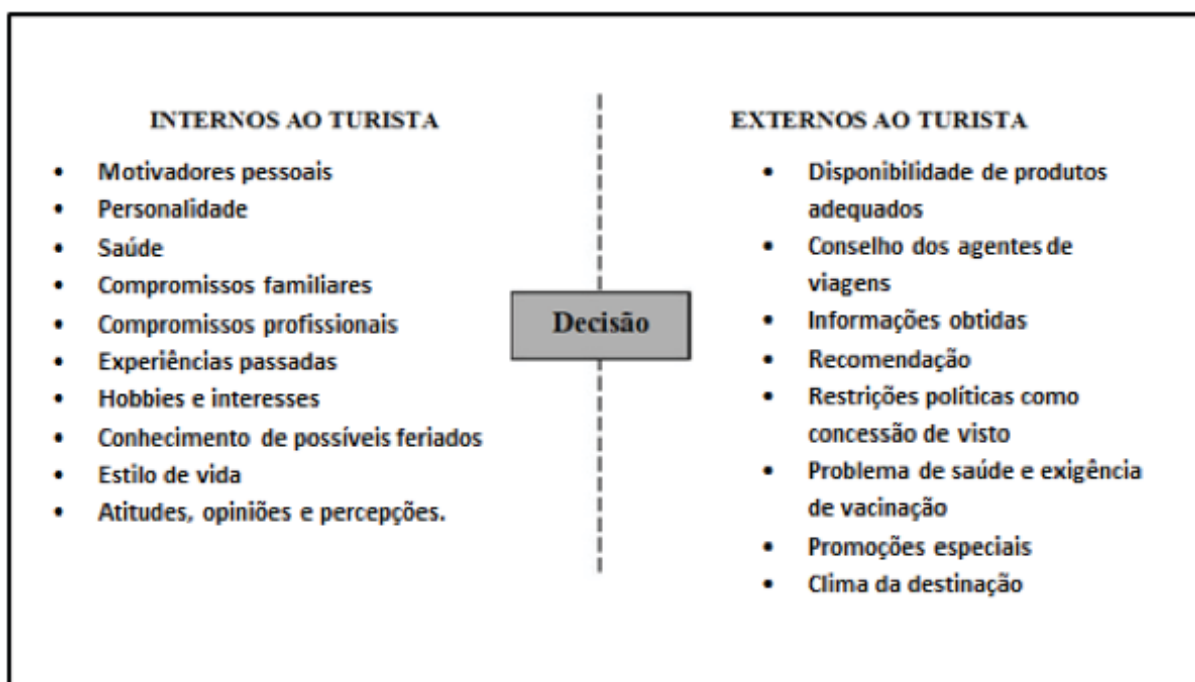 INTERNOS AO TURISTA
• Motivadores pessoais
• Personalidade
• Saúde
• Compromissos familiares
• Compromissos profissionais
• Experiências passadas
• Hobbies e interesses
• Conhecimento de possíveis feriados
• Estilo de vida
• Atitudes, opiniões e percepções.
Decisão
EXTERNOS AO TURISTA
• Disponibilidade de produtos
adequados
• Conselho dos agentes de
viagens
• Informações obtidas
• Recomendação
• Restrições políticas como
concessão de visto
• Problema de saúde e exigência
de vacinação
• Promoções especiais
• Clima da destinação